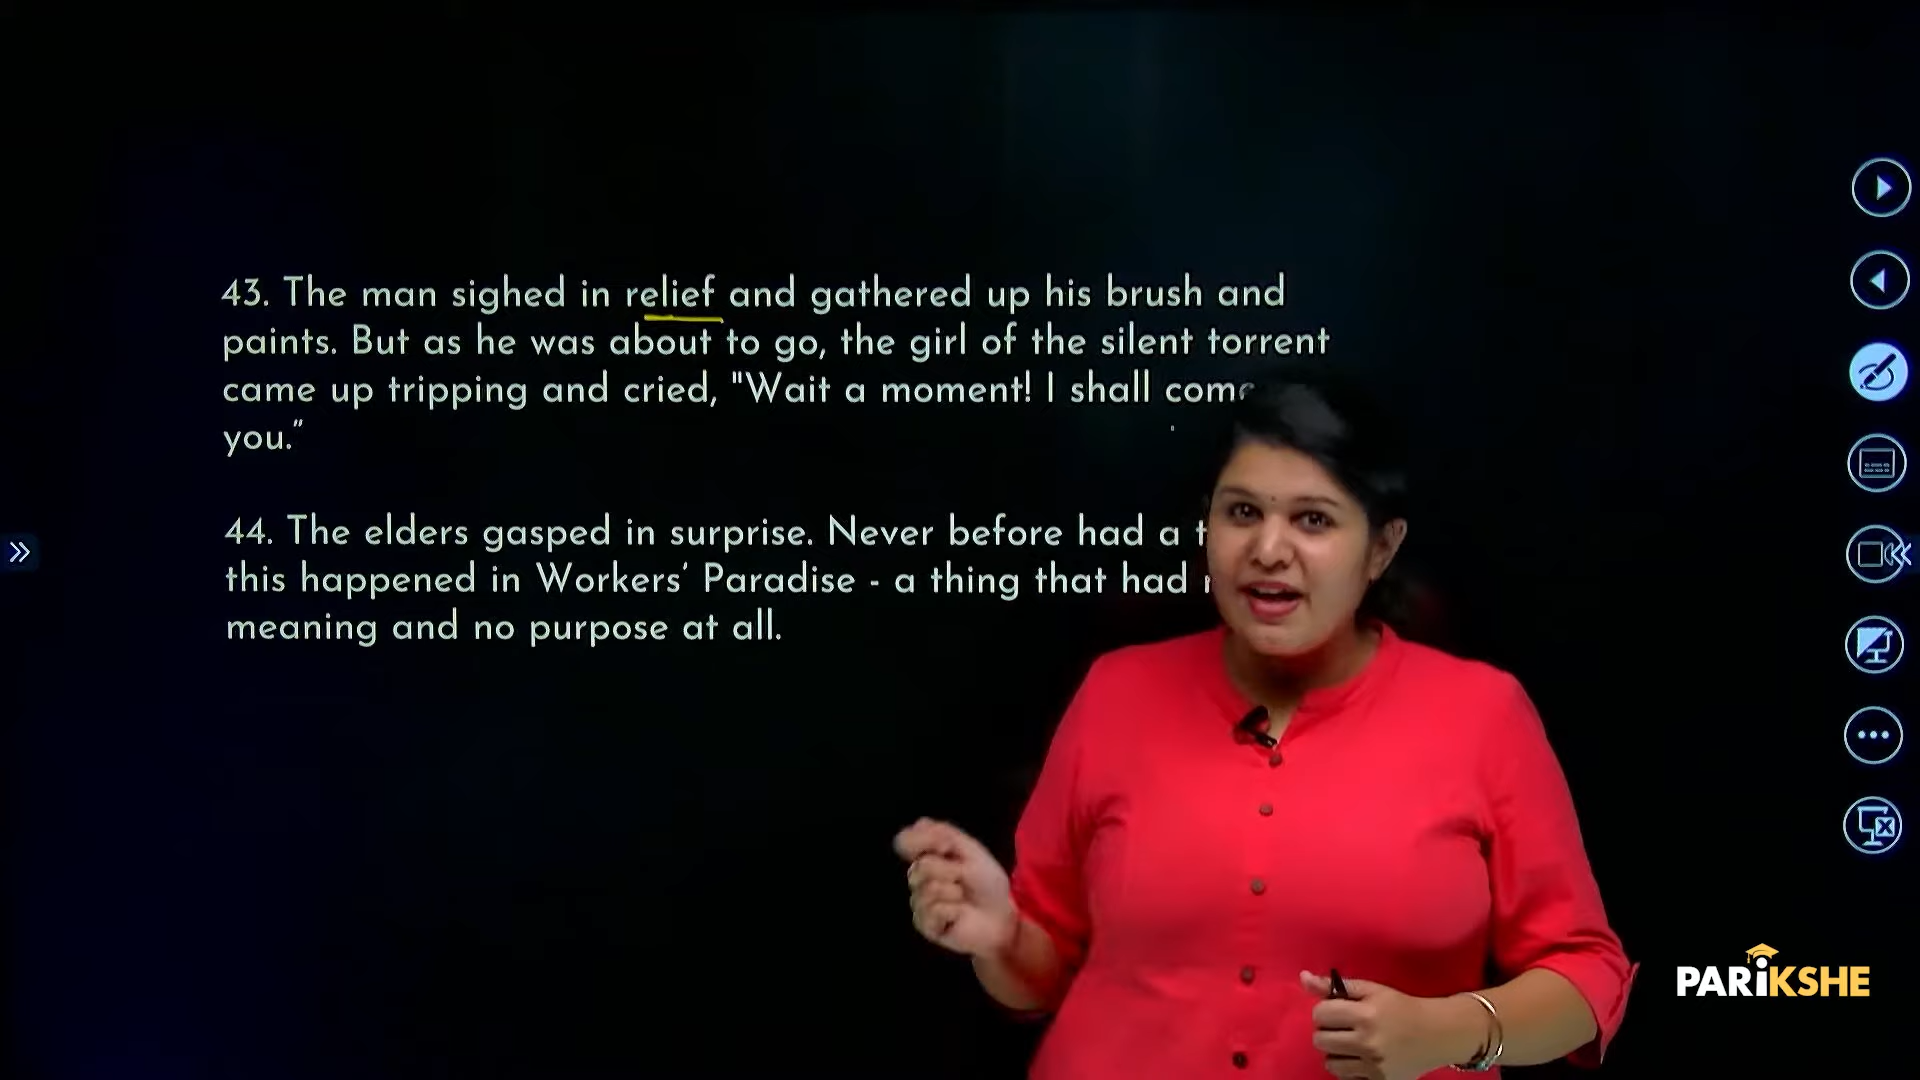 43. The man sighed in relief and gathered up his brush and
paints. But as he was about to go, the girl of the silent torrent
came up tripping and cried, "Wait a moment! I shall come
you.”
44. The elders gasped in surprise. Never before had a
this happened in Workers’ Paradise - a thing that had
meaning and no purpose at all.
PARiKSHE